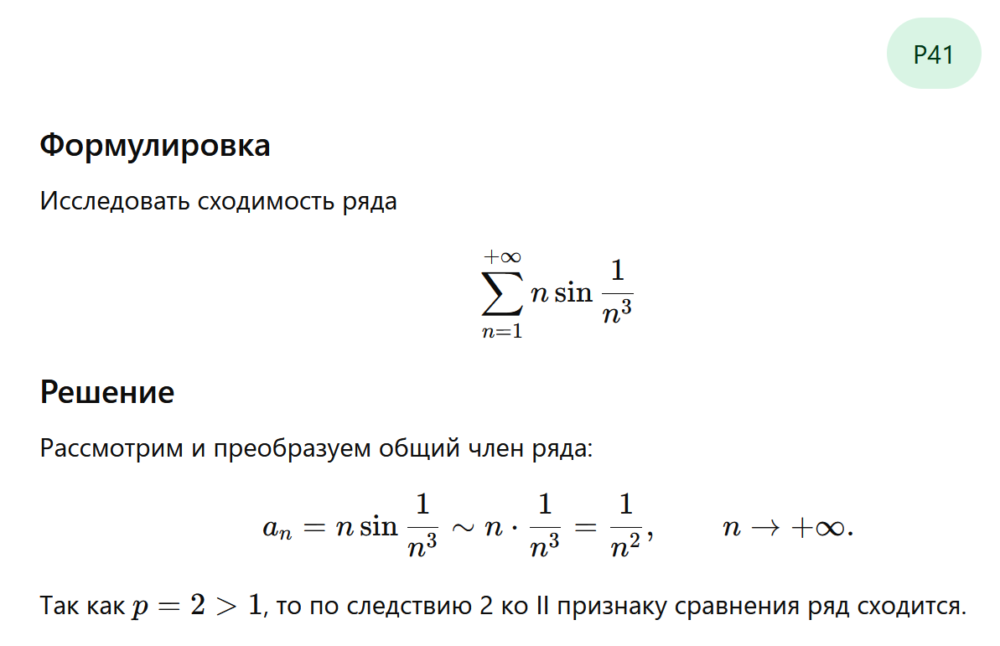 P41
Формулировка
Исследовать сходимость ряда
$$\sum_{n=1}^{+\infty} n \sin \frac{1}{n^3}$$
Решение
Рассмотрим и преобразуем общий член ряда:
$$a_n = n \sin \frac{1}{n^3} \sim n \cdot \frac{1}{n^3} = \frac{1}{n^2}, \qquad n \to +\infty.$$
Так как $p = 2 > 1$, то по следствию 2 ко II признаку сравнения ряд сходится.